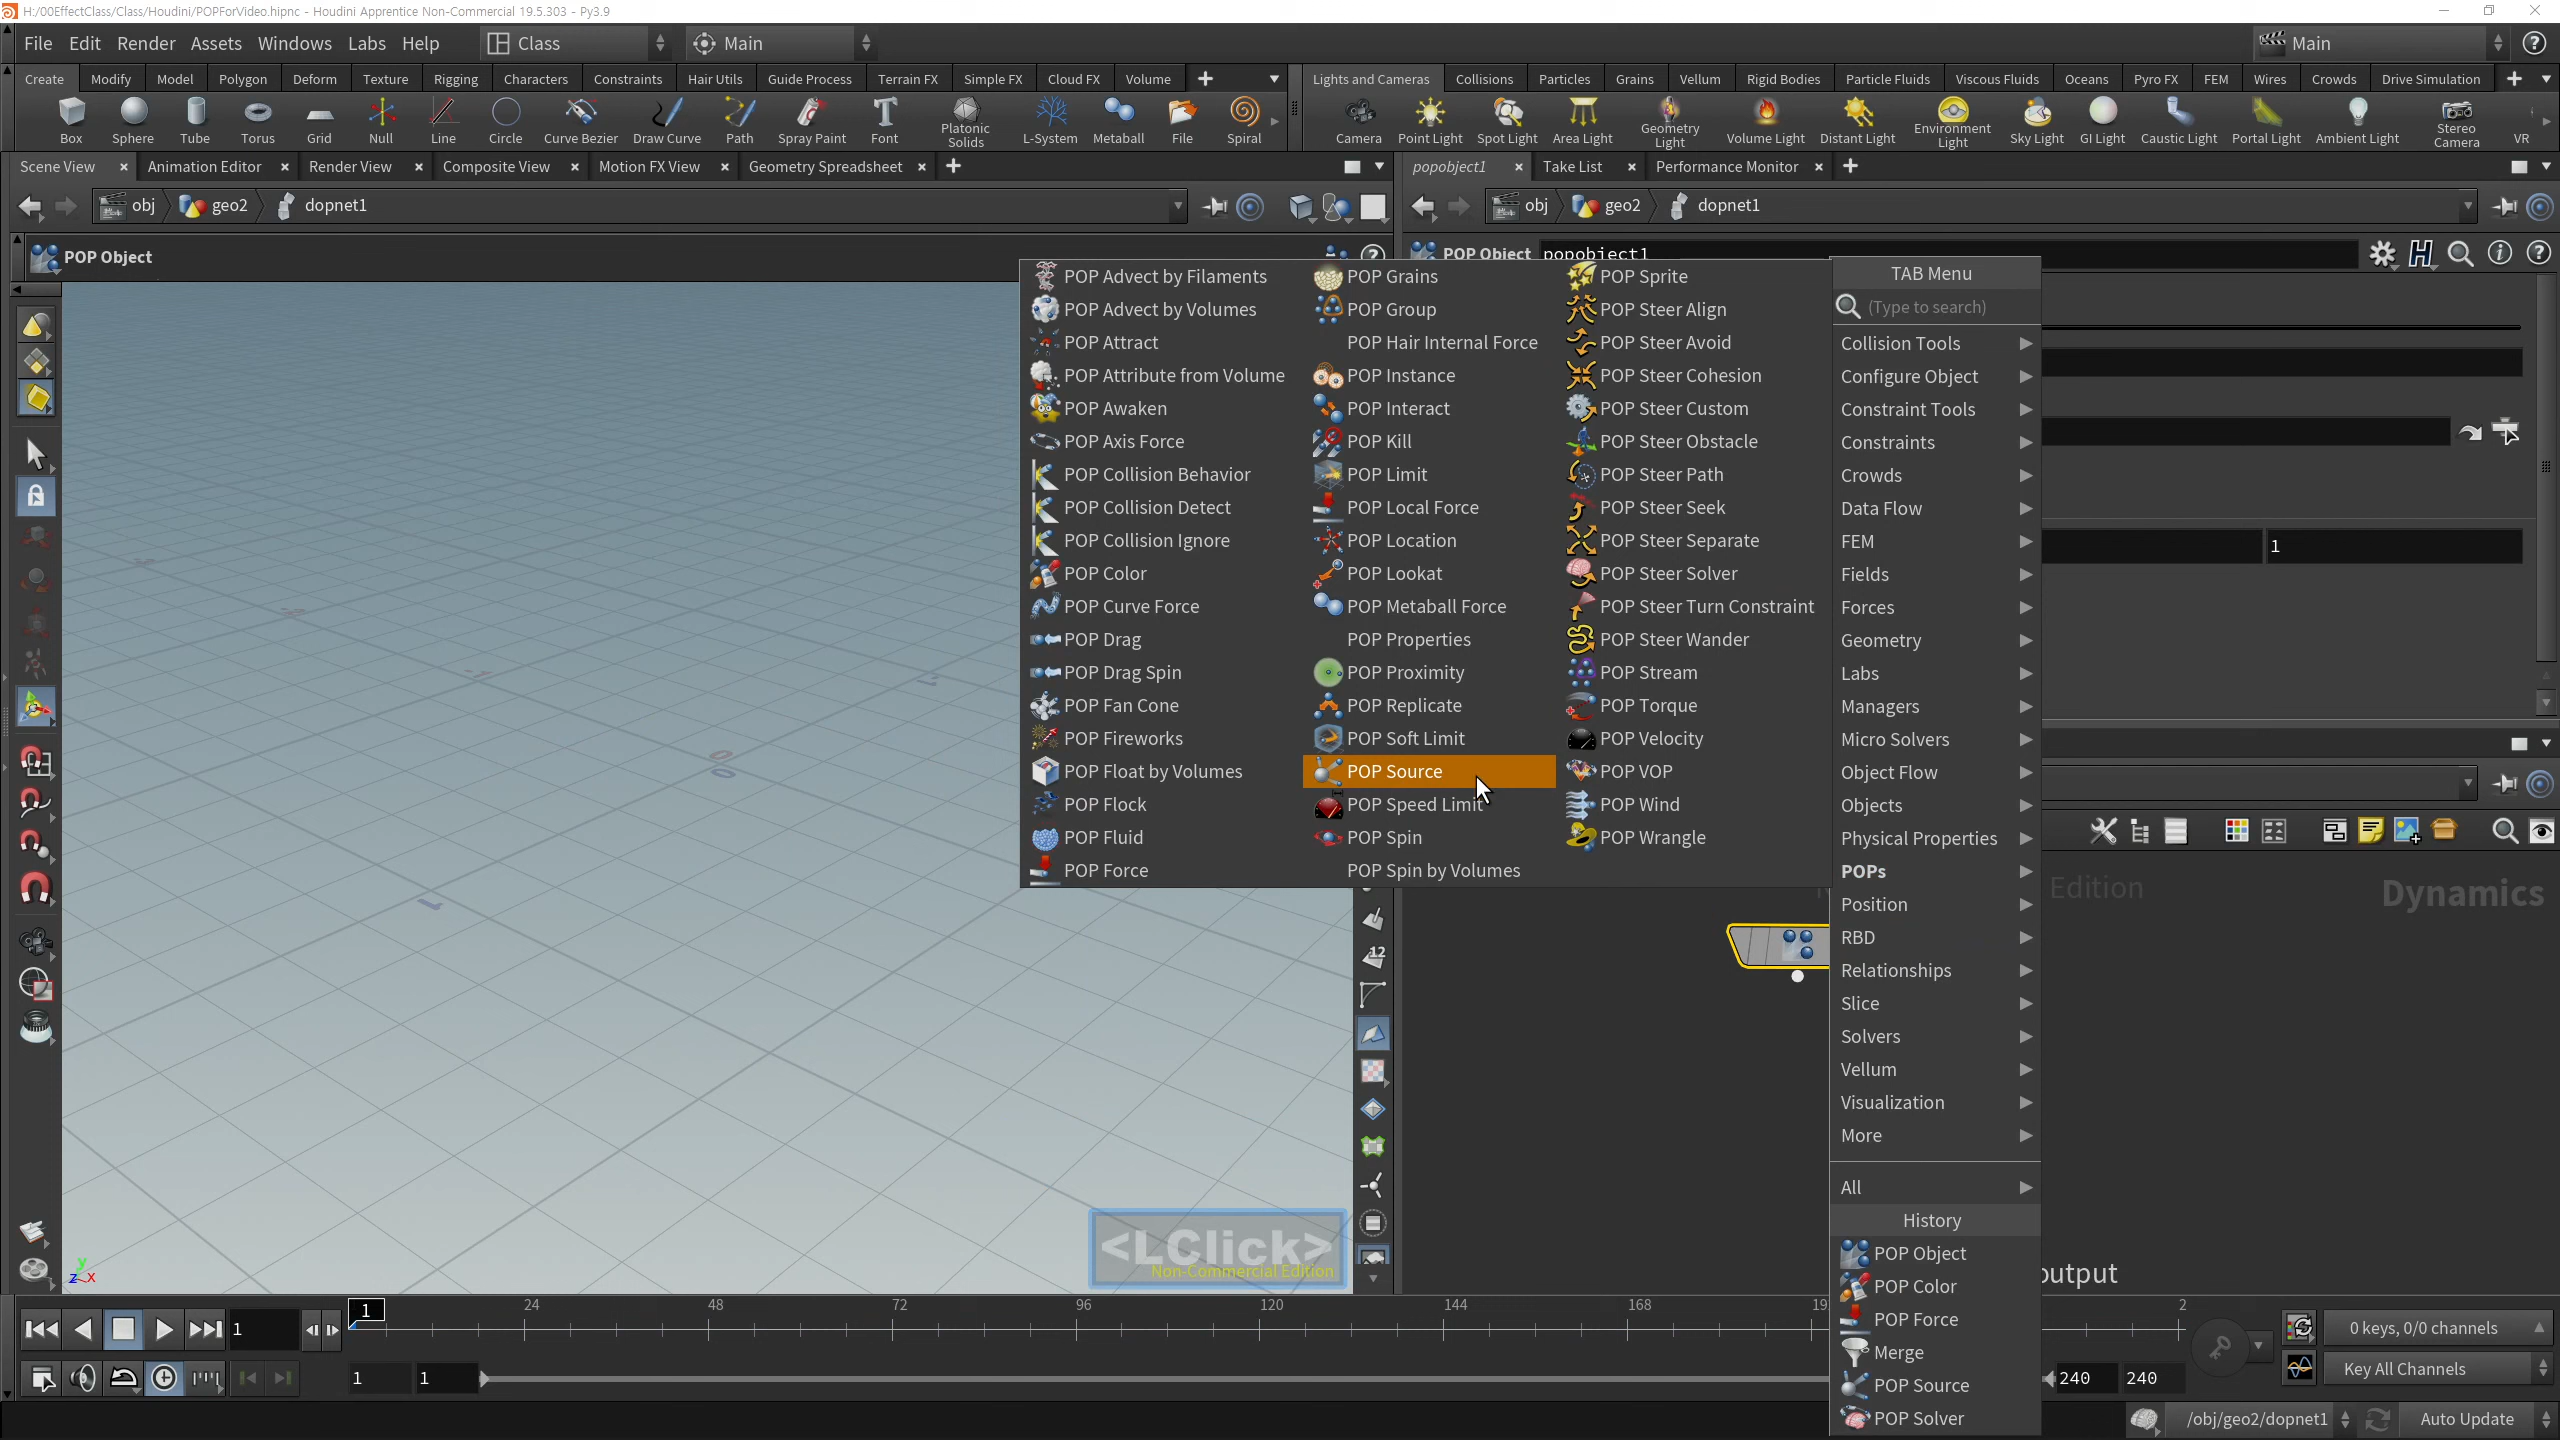 H:/00EffectClass/Class/Houdini/POPForVideo.hipnc - Houdini Apprentice Non-Commercial 19.5.303 - Py3.9
File Edit Render Assets Windows Labs Help Class Main Main
Create Modify Model Polygon Deform Texture Rigging Characters Constraints Hair Utils Guide Process Terrain FX Simple FX Cloud FX Volume
Lights and Cameras Collisions Particles Grains Vellum Rigid Bodies Particle Fluids Viscous Fluids Oceans Pyro FX FEM Wires Crowds Drive Simulation
Box Sphere Tube Torus Grid Null Line Circle Curve Bezier Draw Curve Path Spray Paint Font Platonic Solids L-System Metaball File Spiral
Camera Point Light Spot Light Area Light Geometry Light Volume Light Distant Light Environment Light Sky Light GI Light Caustic Light Portal Light Ambient Light Stereo Camera VR
Scene View Animation Editor Render View Composite View Motion FX View Geometry Spreadsheet
popobject1 Take List Performance Monitor
obj geo2 dopnet1
obj geo2 dopnet1
POP Object
POP Object popobject1
POP Advect by Filaments
POP Advect by Volumes
POP Attract
POP Attribute from Volume
POP Awaken
POP Axis Force
POP Collision Behavior
POP Collision Detect
POP Collision Ignore
POP Color
POP Curve Force
POP Drag
POP Drag Spin
POP Fan Cone
POP Fireworks
POP Float by Volumes
POP Flock
POP Fluid
POP Force
POP Grains
POP Group
POP Hair Internal Force
POP Instance
POP Interact
POP Kill
POP Limit
POP Local Force
POP Location
POP Lookat
POP Metaball Force
POP Properties
POP Proximity
POP Replicate
POP Soft Limit
POP Source
POP Speed Limit
POP Spin
POP Spin by Volumes
POP Sprite
POP Steer Align
POP Steer Avoid
POP Steer Cohesion
POP Steer Custom
POP Steer Obstacle
POP Steer Path
POP Steer Seek
POP Steer Separate
POP Steer Solver
POP Steer Turn Constraint
POP Steer Wander
POP Stream
POP Torque
POP Velocity
POP VOP
POP Wind
POP Wrangle
TAB Menu
(Type to search)
Collision Tools
Configure Object
Constraint Tools
Constraints
Crowds
Data Flow
FEM
Fields
Forces
Geometry
Labs
Managers
Micro Solvers
Object Flow
Objects
Physical Properties
POPs
Position
RBD
Relationships
Slice
Solvers
Vellum
Visualization
More
All
History
POP Object
POP Color
POP Force
Merge
POP Source
POP Solver
1
Edition
Dynamics
12
output
<LClick>
Non-Commercial Edition
y
z x
1
1 24 48 72 96 120 144 168 19 2
1 1 240 240
0 keys, 0/0 channels
Key All Channels
/obj/geo2/dopnet1 Auto Update